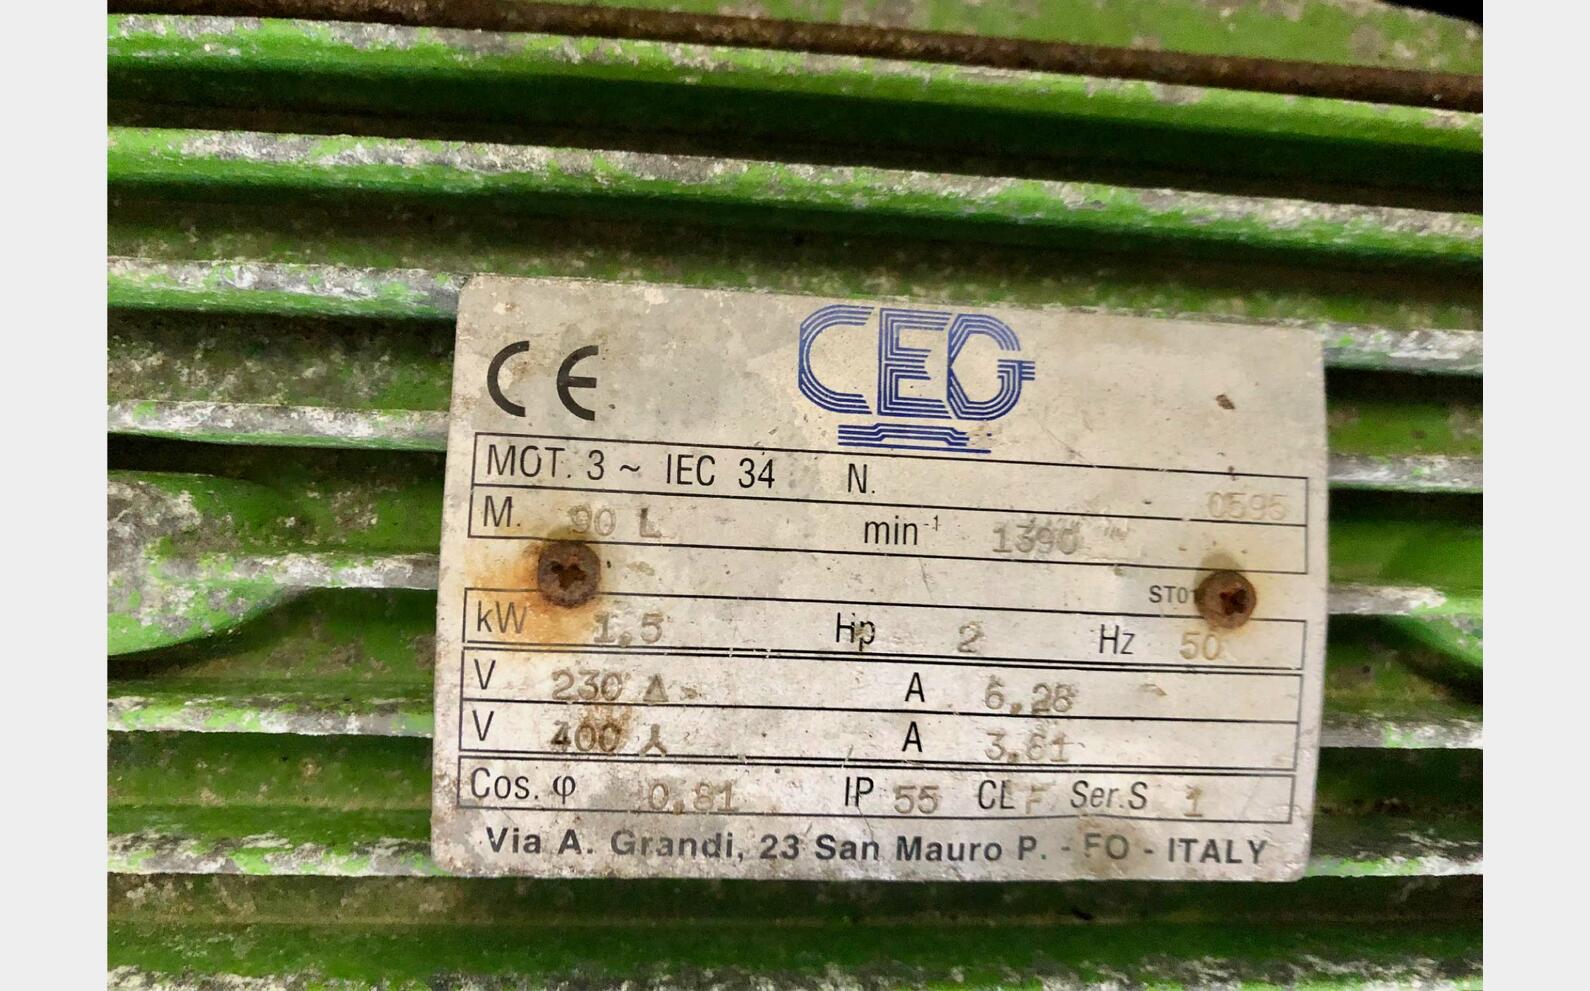 CE CEG
MOT. 3 ~ IEC 34 N. 0595
M. 90 L min-1 1390
ST01
kW 1,5 Hp 2 Hz 50
V 230 Δ A 6,28
V 400 Y A 3,61
Cos. φ 0,81 IP 55 CL F Ser.S 1
Via A. Grandi, 23 San Mauro P. - FO - ITALY